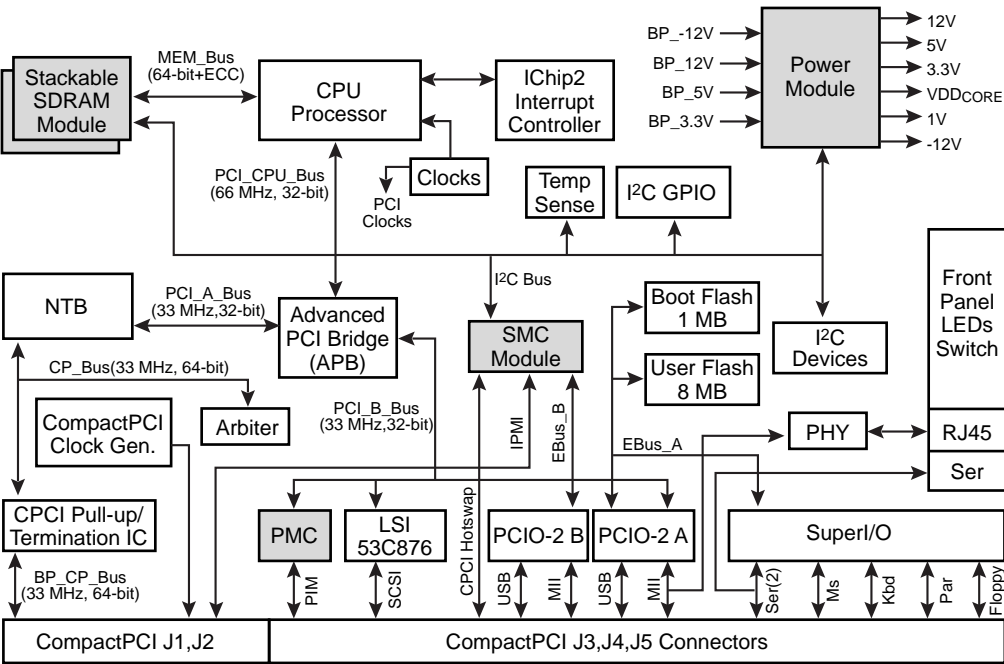 MEM_Bus
(64-bit+ECC)
Stackable
SDRAM
Module
CPU
Processor
IChip2
Interrupt
Controller
BP_-12V
BP_12V
BP_5V
BP_3.3V
Power
Module
12V
5V
3.3V
VDDCORE
1V
-12V
PCI_CPU_Bus
(66 MHz, 32-bit)
Clocks
PCI
Clocks
Temp
Sense
I2C GPIO
I2C Bus
NTB
PCI_A_Bus
(33 MHz,32-bit)
Advanced
PCI Bridge
(APB)
SMC
Module
Boot Flash
1 MB
User Flash
8 MB
I2C
Devices
Front
Panel
LEDs
Switch
CP_Bus(33 MHz, 64-bit)
CompactPCI
Clock Gen.
Arbiter
PCI_B_Bus
(33 MHz,32-bit)
IPMI
EBus_B
EBus_A
PHY
RJ45
Ser
CPCI Pull-up/
Termination IC
PMC
LSI
53C876
CPCI Hotswap
PCIO-2 B
PCIO-2 A
SuperI/O
BP_CP_Bus
(33 MHz, 64-bit)
PIM
SCSI
USB
MII
USB
MII
Ser(2)
Ms
Kbd
Par
Floppy
CompactPCI J1,J2
CompactPCI J3,J4,J5 Connectors